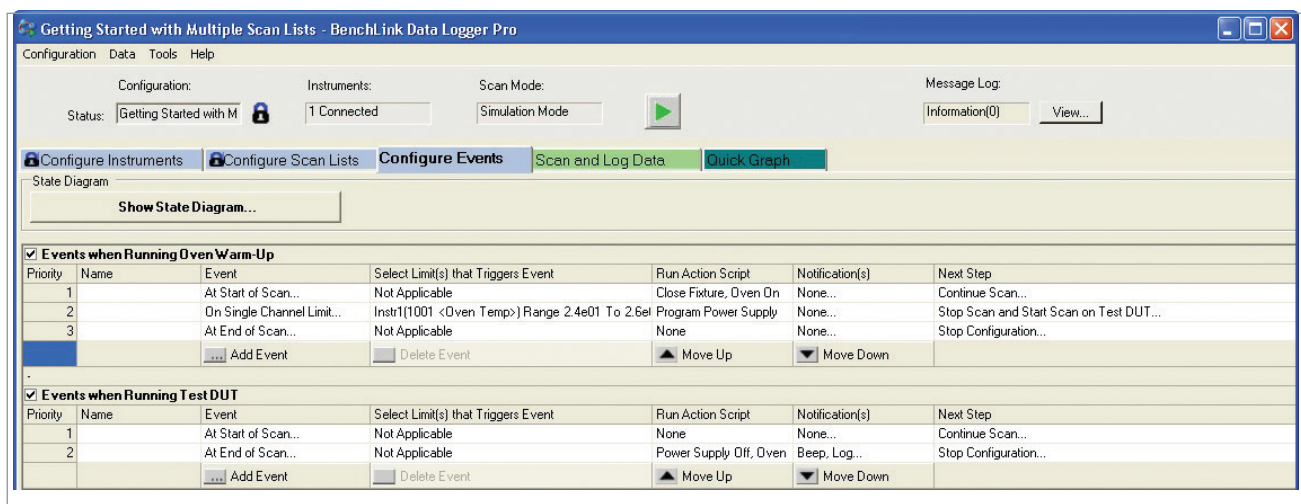 Getting Started with Multiple Scan Lists - BenchLink Data Logger Pro
Configuration Data Tools Help
Configuration: Instruments: Scan Mode: Message Log:
Status: Getting Started with M 1 Connected Simulation Mode Information(0) View...
Configure Instruments Configure Scan Lists Configure Events Scan and Log Data Quick Graph
State Diagram
Show State Diagram...
Events when Running Oven Warm-Up
Priority Name Event Select Limit(s) that Triggers Event Run Action Script Notification(s) Next Step
1 At Start of Scan... Not Applicable Close Fixture, Oven On None... Continue Scan...
2 On Single Channel Limit... Instr1(1001 <Oven Temp>) Range 2.4e01 To 2.6e Program Power Supply None... Stop Scan and Start Scan on Test DUT...
3 At End of Scan... Not Applicable None None... Stop Configuration...
... Add Event Delete Event Move Up Move Down
Events when Running Test DUT
Priority Name Event Select Limit(s) that Triggers Event Run Action Script Notification(s) Next Step
1 At Start of Scan... Not Applicable None None... Continue Scan...
2 At End of Scan... Not Applicable Power Supply Off, Oven Beep, Log... Stop Configuration...
... Add Event Delete Event Move Up Move Down